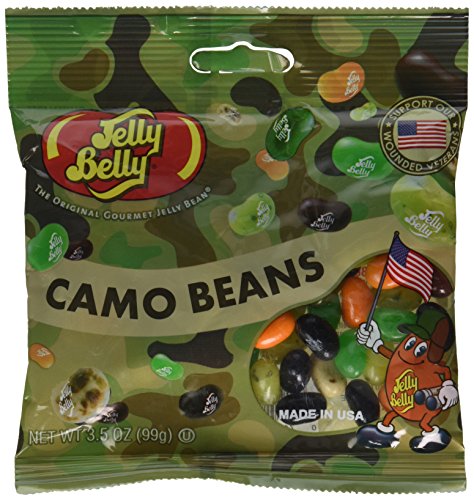 SUPPORT OUR
WOUNDED VETERANS
Jelly
Belly
THE ORIGINAL GOURMET JELLY BEAN®
CAMO BEANS
Jelly
Belly
MADE IN USA
NET WT 3.5 OZ (99g) U